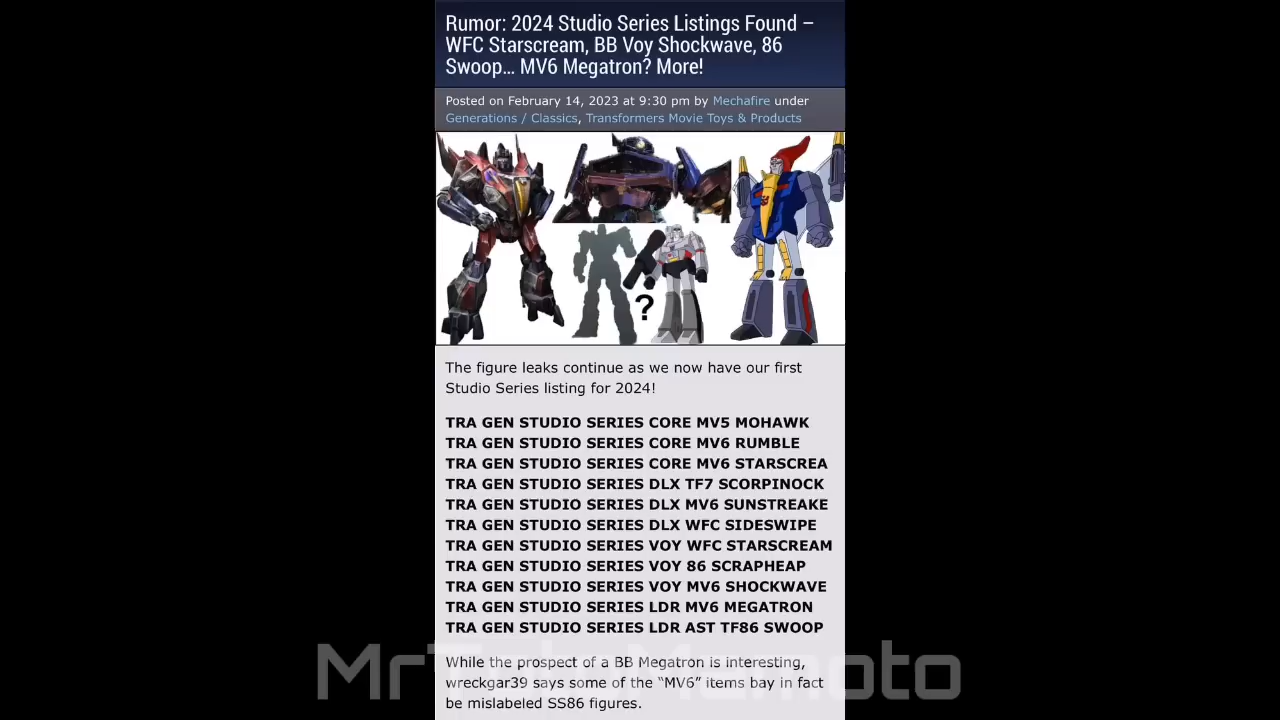 Rumor: 2024 Studio Series Listings Found –
WFC Starscream, BB Voy Shockwave, 86
Swoop... MV6 Megatron? More!
Posted on February 14, 2023 at 9:30 pm by Mechafire under
Generations / Classics, Transformers Movie Toys & Products
?
The figure leaks continue as we now have our first
Studio Series listing for 2024!
TRA GEN STUDIO SERIES CORE MV5 MOHAWK
TRA GEN STUDIO SERIES CORE MV6 RUMBLE
TRA GEN STUDIO SERIES CORE MV6 STARSCREA
TRA GEN STUDIO SERIES DLX TF7 SCORPINOCK
TRA GEN STUDIO SERIES DLX MV6 SUNSTREAKE
TRA GEN STUDIO SERIES DLX WFC SIDESWIPE
TRA GEN STUDIO SERIES VOY WFC STARSCREAM
TRA GEN STUDIO SERIES VOY 86 SCRAPHEAP
TRA GEN STUDIO SERIES VOY MV6 SHOCKWAVE
TRA GEN STUDIO SERIES LDR MV6 MEGATRON
TRA GEN STUDIO SERIES LDR AST TF86 SWOOP
While the prospect of a BB Megatron is interesting,
wreckgar39 says some of the “MV6” items bay in fact
be mislabeled SS86 figures.